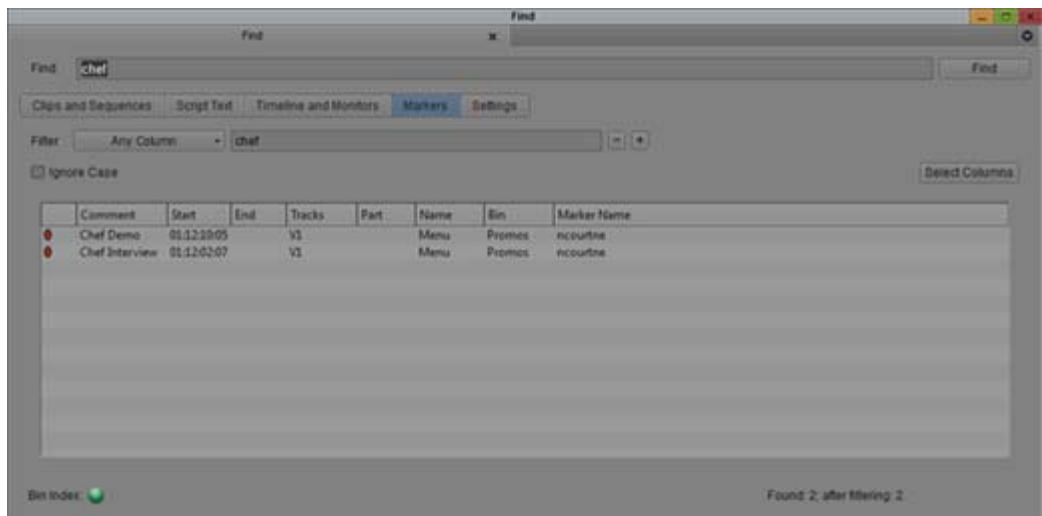 Find
Find
Find chef Find
Clips and Sequences Script Text Timeline and Monitors Markers Settings
Filter Any Column chef - +
Ignore Case Select Columns
Comment Start End Tracks Part Name Bin Marker Name
Chef Demo 01:12:10:05 V1 Menu Promos ncourtne
Chef Interview 01:12:02:07 V1 Menu Promos ncourtne
Bin Index: Found: 2; after filtering: 2